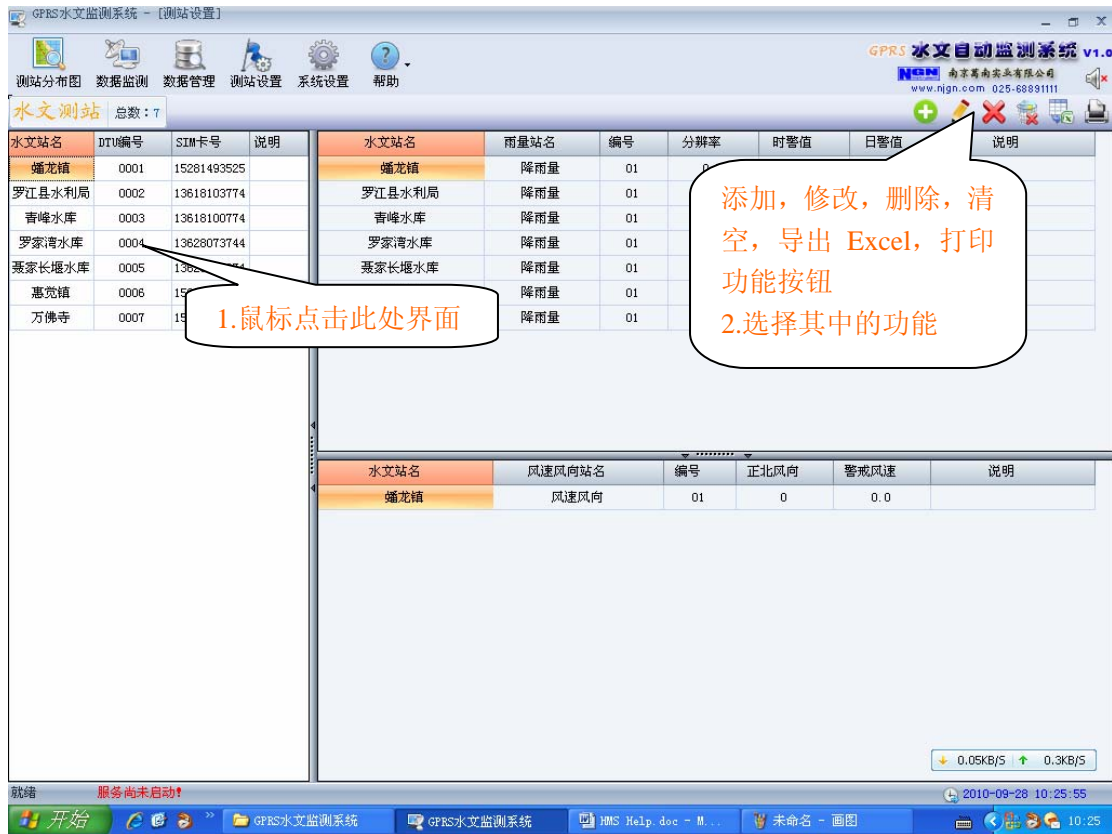 GPRS水文监测系统 - [测站设置]
测站分布图 数据监测 数据管理 测站设置 系统设置 帮助
GPRS 水文自动监测系统 V1.0
NGN 南京葛南实业有限公司
www.njgn.com 025-68891111
水文测站 总数:7
水文站名 DTU编号 SIM卡号 说明
蟠龙镇 0001 15281493525
罗江县水利局 0002 13618103774
青峰水库 0003 13618100774
罗家湾水库 0004 13628073744
聂家长堰水库 0005
惠觉镇 0006
万佛寺 0007
1.鼠标点击此处界面
水文站名 雨量站名 编号 分辨率 时警值 日警值 说明
蟠龙镇 降雨量 01
罗江县水利局 降雨量 01
青峰水库 降雨量 01
罗家湾水库 降雨量 01
聂家长堰水库 降雨量 01
降雨量 01
降雨量 01
添加，修改，删除，清
空，导出 Excel，打印
功能按钮
2.选择其中的功能
水文站名 风速风向站名 编号 正北风向 警戒风速 说明
蟠龙镇 风速风向 01 0 0.0
0.05KB/S 0.3KB/S
就绪 服务尚未启动! 2010-09-28 10:25:55
开始 GPRS水文监测系统 GPRS水文监测系统 HMS Help.doc - M... 未命名 - 画图 10:25